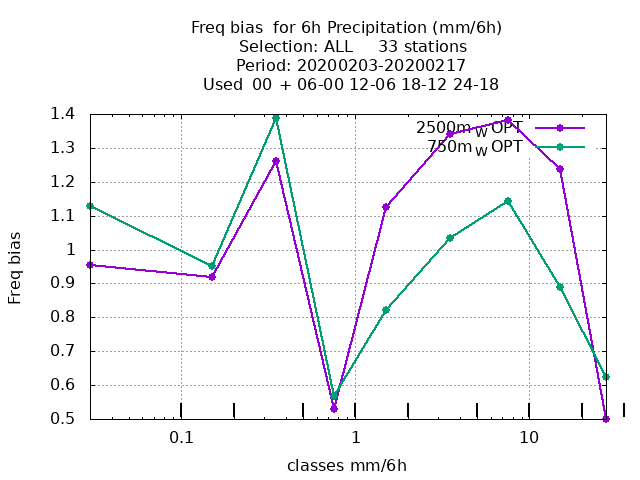 Freq bias  for 6h Precipitation (mm/6h)
Selection: ALL     33 stations
Period: 20200203-20200217
Used  00  + 06-00 12-06 18-12 24-18
2500m W OPT
750m W OPT
1.4
1.3
1.2
1.1
1
0.9
0.8
0.7
0.6
0.5
Freq bias
0.1
1
10
classes mm/6h